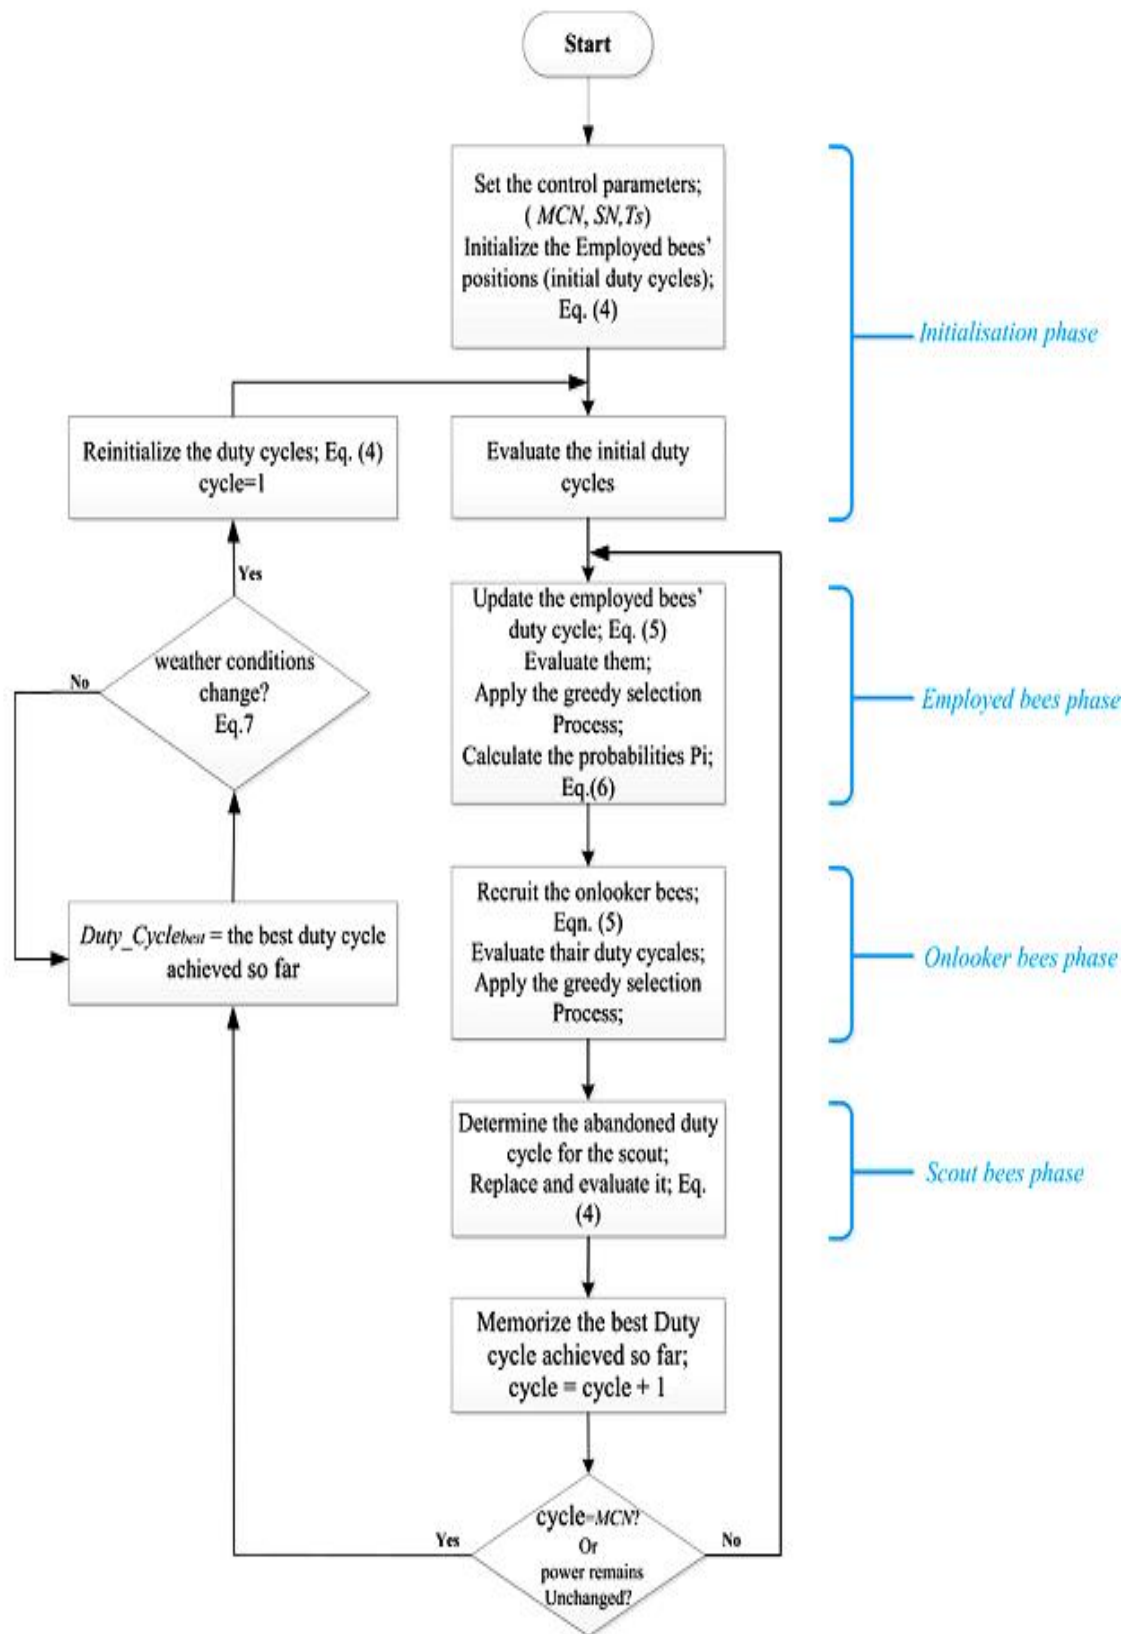 Start
Set the control parameters;
( MCN, SN,Ts)
Initialize the Employed bees'
positions (initial duty cycles);
Eq. (4)
Initialisation phase
Reinitialize the duty cycles; Eq. (4)
cycle=1
Evaluate the initial duty
cycles
Yes
weather conditions
change?
Eq.7
No
Update the employed bees'
duty cycle; Eq. (5)
Evaluate them;
Apply the greedy selection
Process;
Calculate the probabilities Pi;
Eq.(6)
Employed bees phase
Duty_Cyclebest = the best duty cycle
achieved so far
Recruit the onlooker bees;
Eqn. (5)
Evaluate thair duty cycales;
Apply the greedy selection
Process;
Onlooker bees phase
Determine the abandoned duty
cycle for the scout;
Replace and evaluate it; Eq.
(4)
Scout bees phase
Memorize the best Duty
cycle achieved so far;
cycle = cycle + 1
cycle=MCN?
Or
power remains
Unchanged?
Yes
No